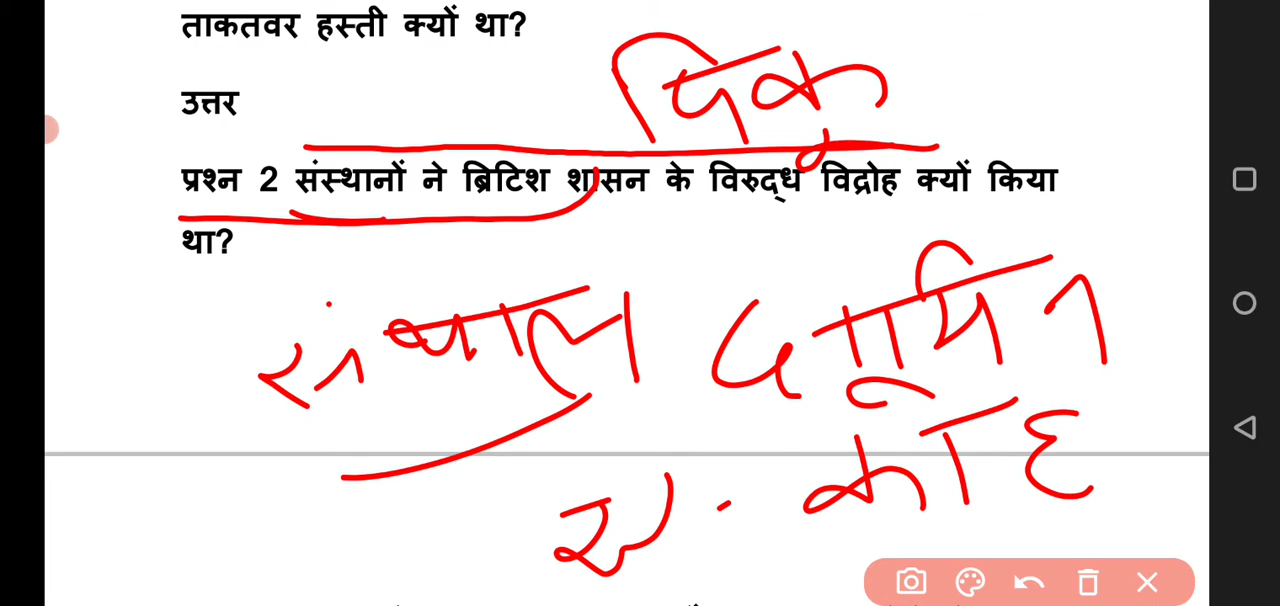 ताकतवर हस्ती क्यों था?
दिकू
उत्तर
प्रश्न 2 संस्थानों ने ब्रिटिश शासन के विरुद्ध विद्रोह क्यों किया
था?
संथाल दामिन
कोह